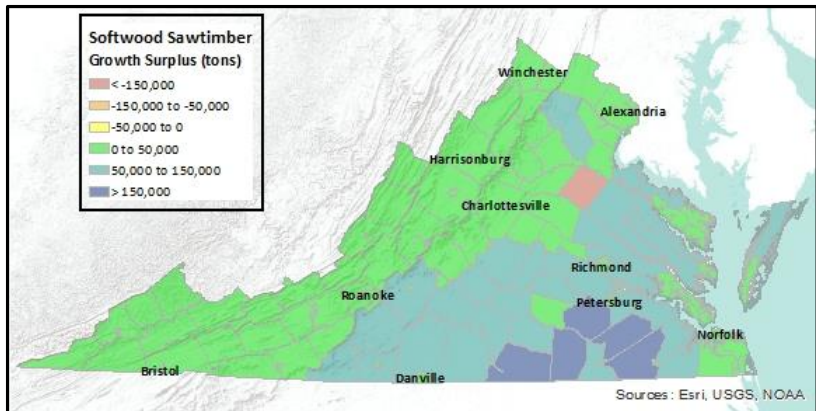 Softwood Sawtimber
Growth Surplus (tons)
< -150,000
-150,000 to -50,000
-50,000 to 0
0 to 50,000
50,000 to 150,000
> 150,000
Winchester
Alexandria
Harrisonburg
Charlottesville
Richmond
Roanoke
Petersburg
Norfolk
Bristol
Danville
Sources: Esri, USGS, NOAA